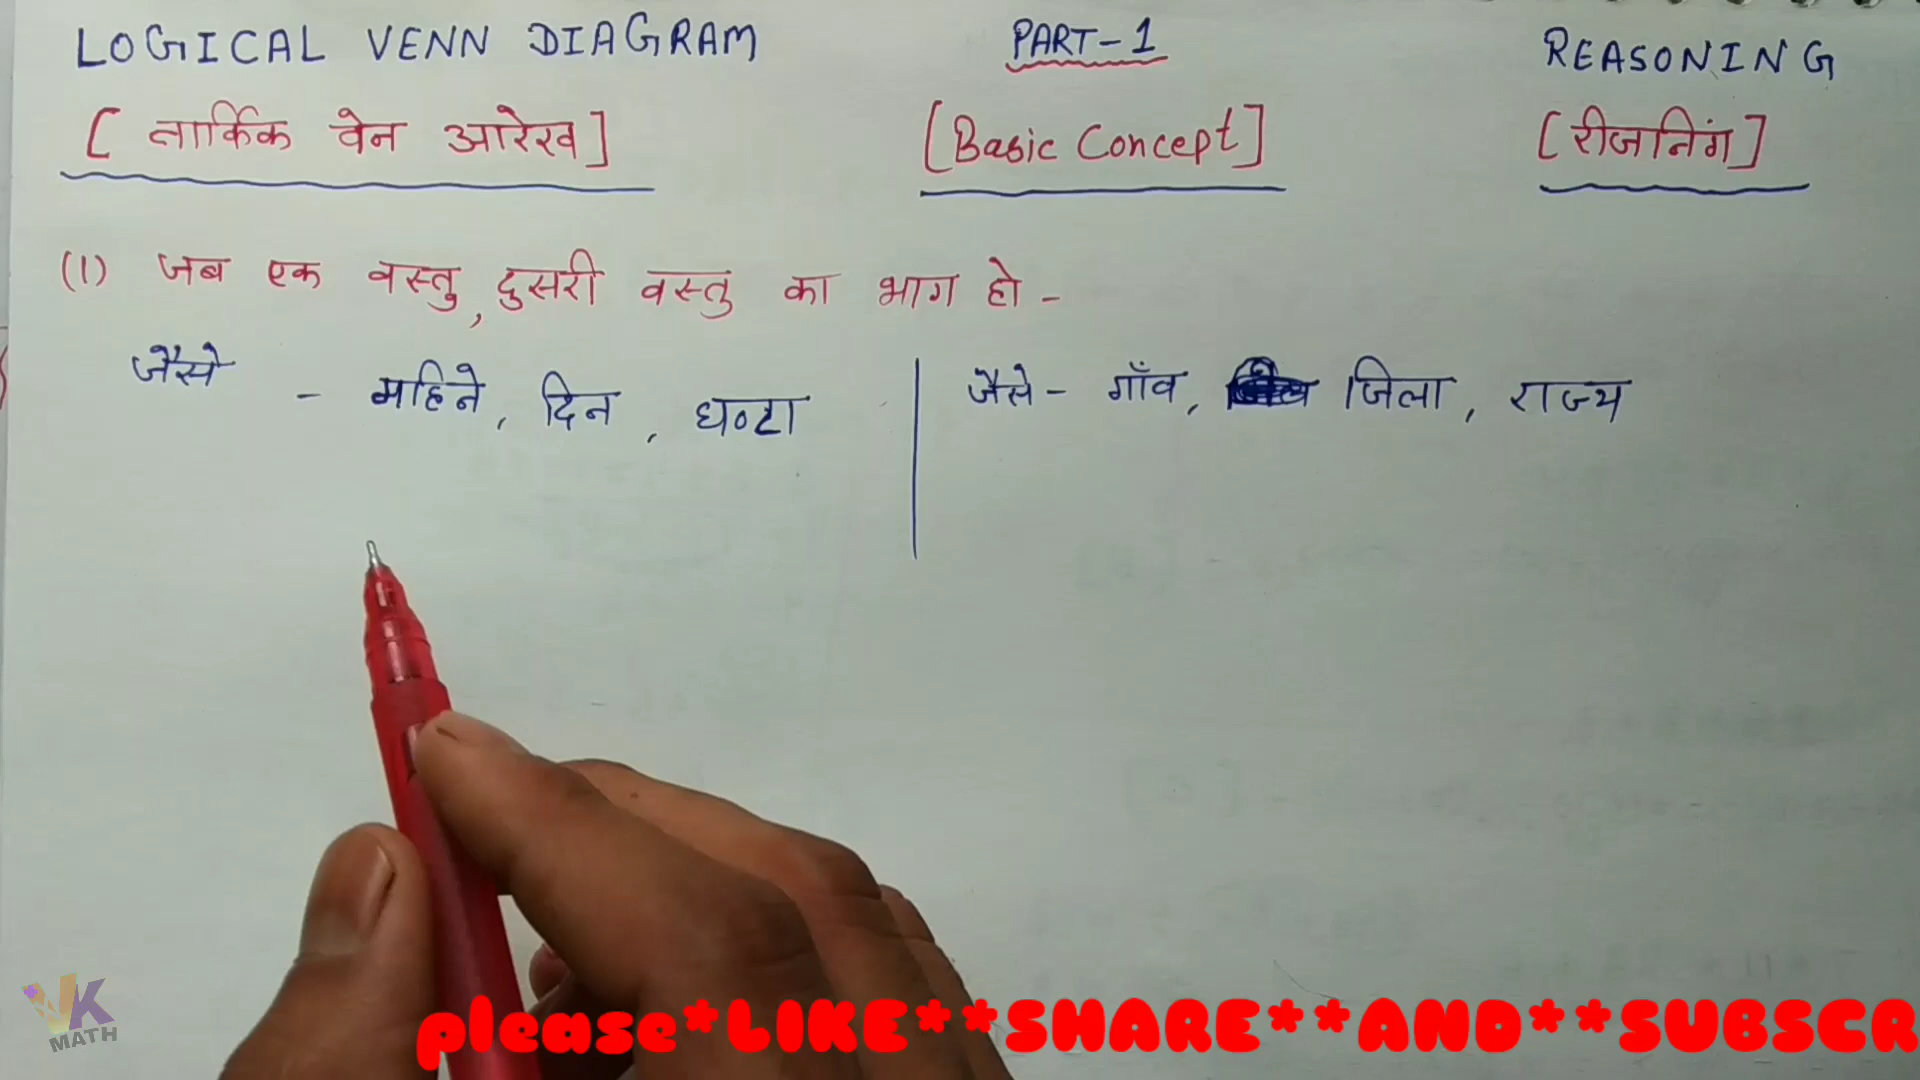 LOGICAL VENN DIAGRAM PART-1 REASONING
[तार्किक वेन आरेख] [Basic Concept] [रीजनिंग]
(1) जब एक वस्तु, दुसरी वस्तु का भाग हो -
जैसे - महिने, दिन, घण्टा
जैसे - गाँव, जिला, राज्य
VK
MATH
please*LIKE**SHARE**AND**SUBSCR